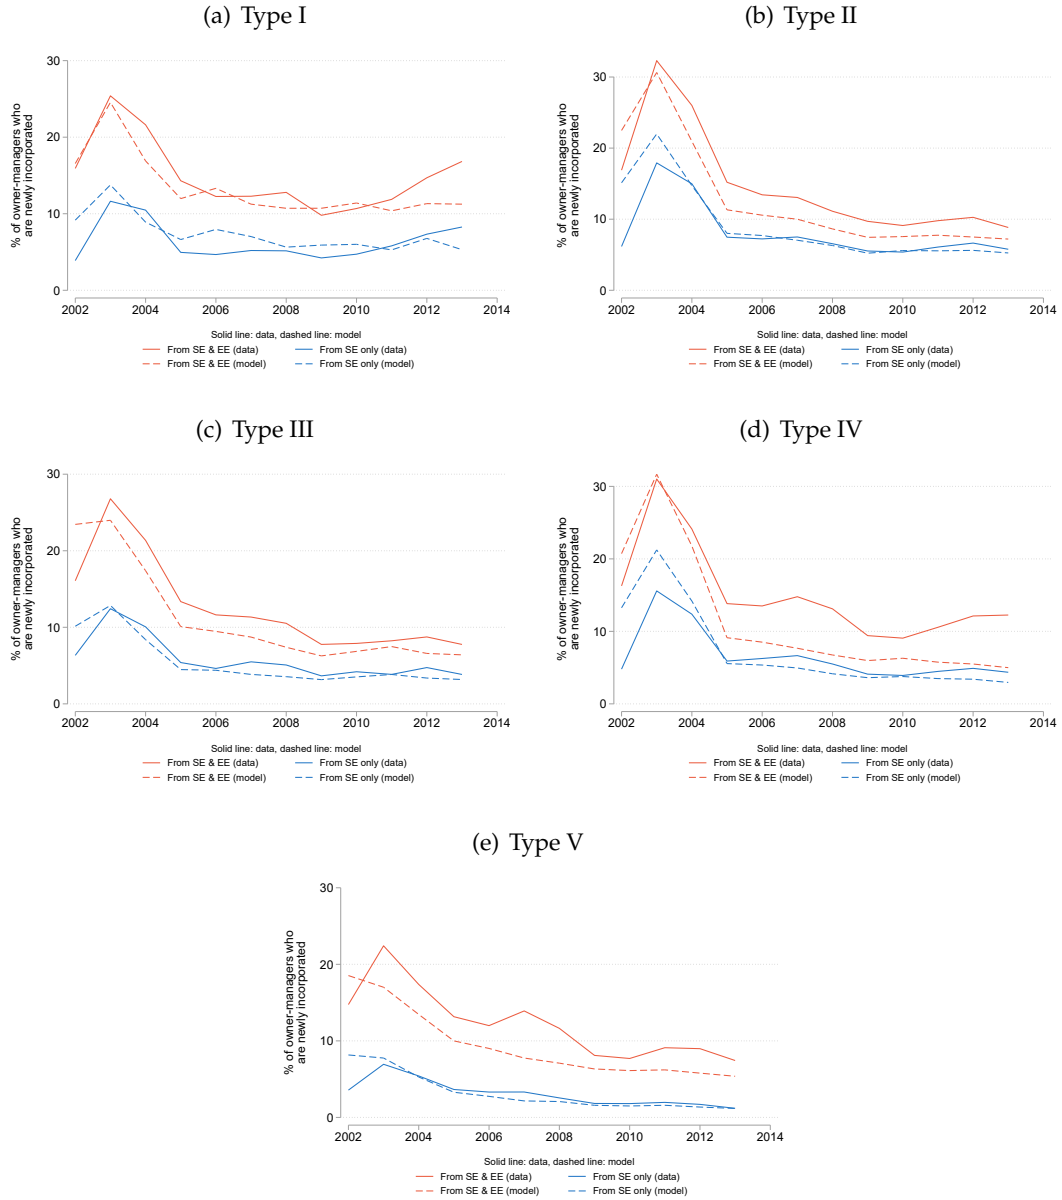 (a) Type I
% of owner-managers who
are newly incorporated
30
20
10
0
2002 2004 2006 2008 2010 2012 2014
Solid line: data, dashed line: model
From SE & EE (data) From SE only (data)
From SE & EE (model) From SE only (model)
(b) Type II
% of owner-managers who
are newly incorporated
30
20
10
0
2002 2004 2006 2008 2010 2012 2014
Solid line: data, dashed line: model
From SE & EE (data) From SE only (data)
From SE & EE (model) From SE only (model)
(c) Type III
% of owner-managers who
are newly incorporated
30
20
10
0
2002 2004 2006 2008 2010 2012 2014
Solid line: data, dashed line: model
From SE & EE (data) From SE only (data)
From SE & EE (model) From SE only (model)
(d) Type IV
% of owner-managers who
are newly incorporated
30
20
10
0
2002 2004 2006 2008 2010 2012 2014
Solid line: data, dashed line: model
From SE & EE (data) From SE only (data)
From SE & EE (model) From SE only (model)
(e) Type V
% of owner-managers who
are newly incorporated
30
20
10
0
2002 2004 2006 2008 2010 2012 2014
Solid line: data, dashed line: model
From SE & EE (data) From SE only (data)
From SE & EE (model) From SE only (model)